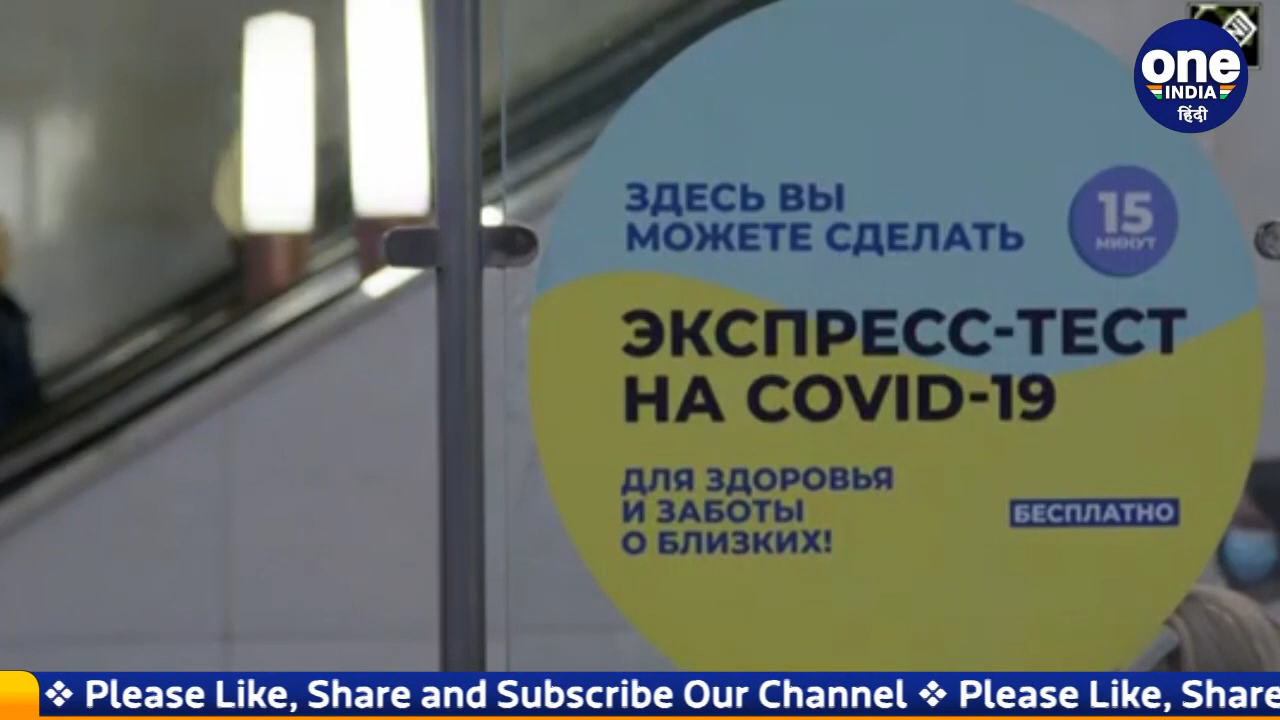 one
INDIA
हिंदी
ЗДЕСЬ ВЫ
МОЖЕТЕ СДЕЛАТЬ
15
МИНУТ
ЭКСПРЕСС-ТЕСТ
НА COVID-19
ДЛЯ ЗДОРОВЬЯ
И ЗАБОТЫ
О БЛИЗКИХ!
БЕСПЛАТНО
❖ Please Like, Share and Subscribe Our Channel ❖ Please Like, Share